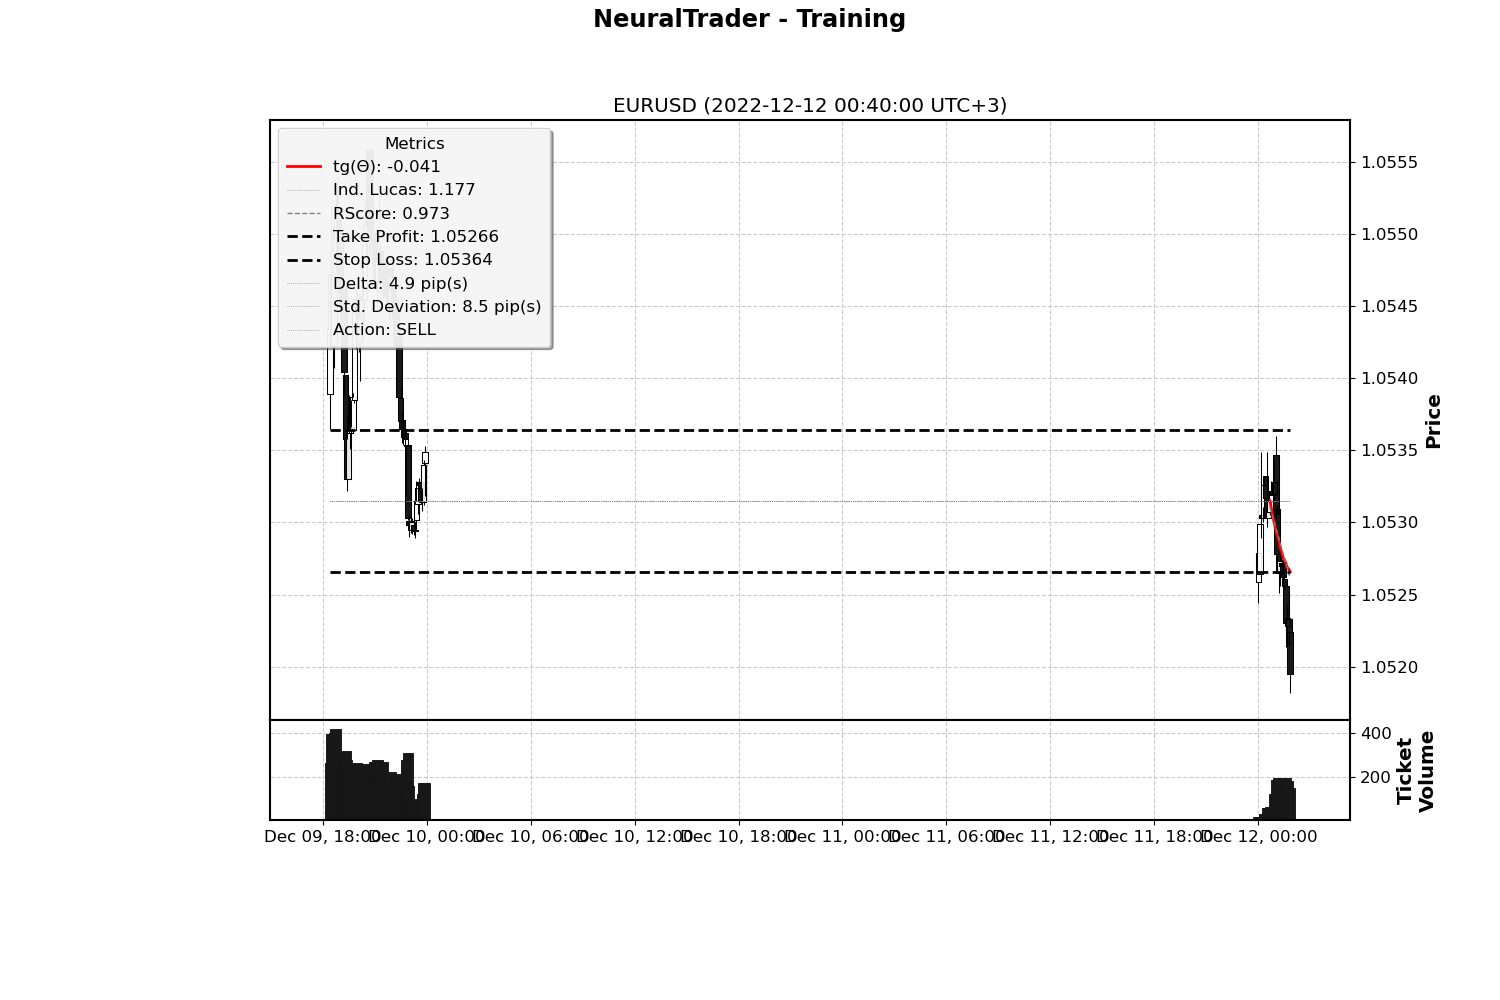 NeuralTrader - Training
EURUSD (2022-12-12 00:40:00 UTC+3)
Metrics
tg(Θ): -0.041
Ind. Lucas: 1.177
RScore: 0.973
Take Profit: 1.05266
Stop Loss: 1.05364
Delta: 4.9 pip(s)
Std. Deviation: 8.5 pip(s)
Action: SELL
1.0555
1.0550
1.0545
1.0540
1.0535
1.0530
1.0525
1.0520
Price
400
200
Ticket
Volume
Dec 09, 18:00
Dec 10, 00:00
Dec 10, 06:00
Dec 10, 12:00
Dec 10, 18:00
Dec 11, 00:00
Dec 11, 06:00
Dec 11, 12:00
Dec 11, 18:00
Dec 12, 00:00